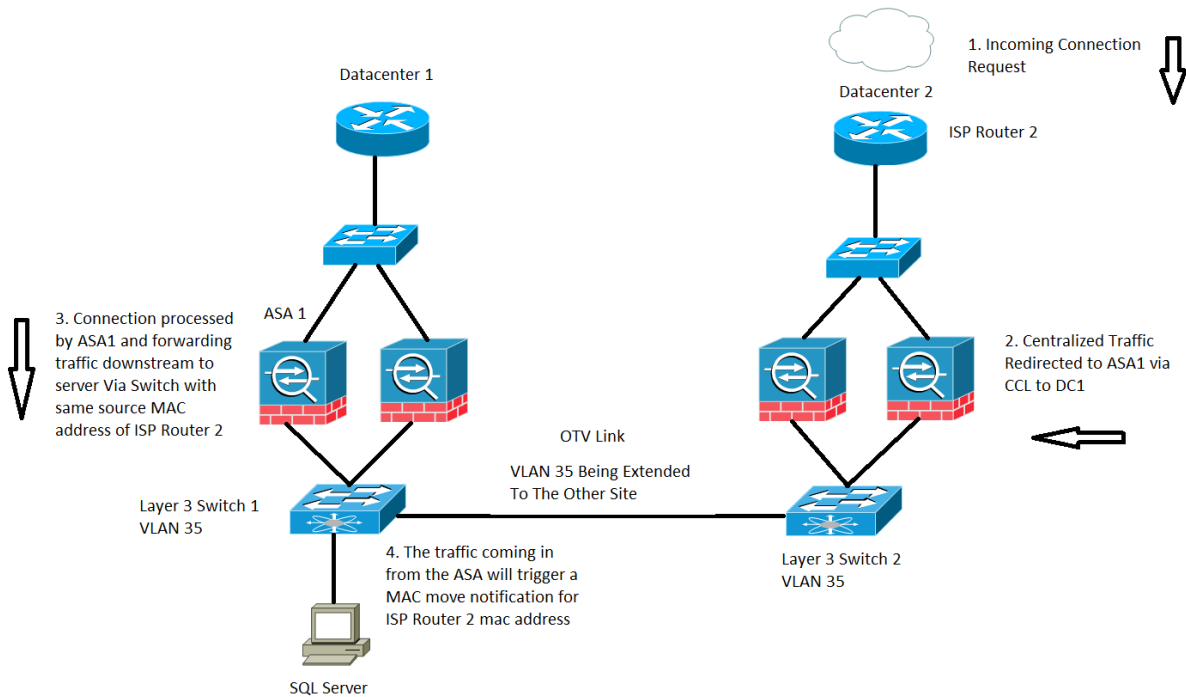 1. Incoming Connection
Request
Datacenter 1
Datacenter 2
ISP Router 2
3. Connection processed
by ASA1 and forwarding
traffic downstream to
server Via Switch with
same source MAC
address of ISP Router 2
ASA 1
2. Centralized Traffic
Redirected to ASA1 via
CCL to DC1
OTV Link
VLAN 35 Being Extended
To The Other Site
Layer 3 Switch 1
VLAN 35
4. The traffic coming in
from the ASA will trigger a
MAC move notification for
ISP Router 2 mac address
Layer 3 Switch 2
VLAN 35
SQL Server